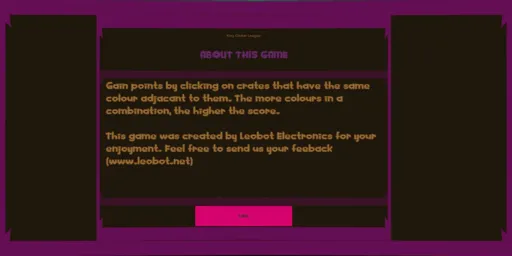 ABOUT THIS GAME
Gain points by clicking on crates that have the same
colour adjacant to them. The more colours in a
combination, the higher the score.
This game was created by Leobot Electronics for your
enjoyment. Feel free to send us your feeback
(www.leobot.net)